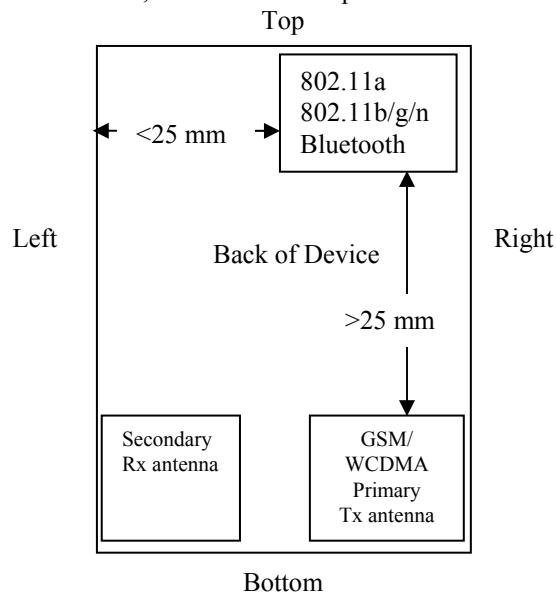 Top
802.11a
802.11b/g/n
Bluetooth
<25 mm
Left
Back of Device
Right
>25 mm
Secondary
Rx antenna
GSM/
WCDMA
Primary
Tx antenna
Bottom